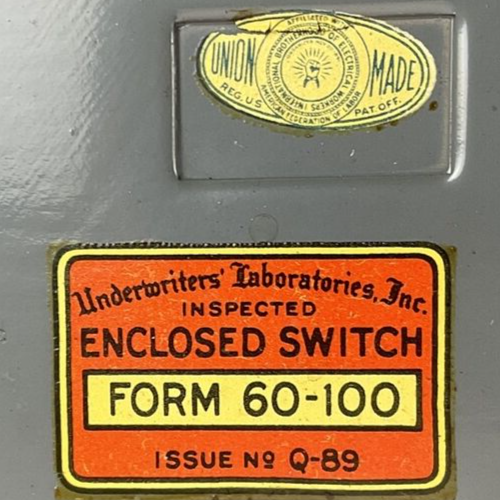 AFFILIATED WITH
INTERNATIONAL BROTHERHOOD OF ELECTRICAL WORKERS
AMERICAN FEDERATION OF LABOR
UNION MADE
REG. US PAT. OFF.
Underwriters' Laboratories, Inc.
INSPECTED
ENCLOSED SWITCH
FORM 60-100
ISSUE Nº Q-89